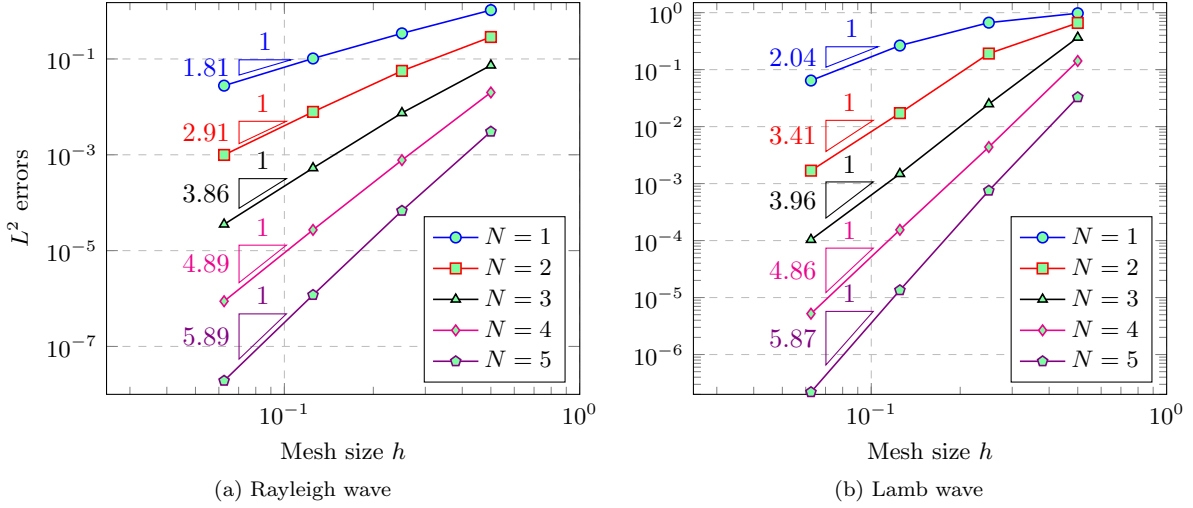 10^{-1}
10^{-3}
10^{-5}
10^{-7}
L^2 errors
1
1.81
1
2.91
1
3.86
1
4.89
1
5.89
N = 1
N = 2
N = 3
N = 4
N = 5
10^{-1}
10^0
Mesh size h
(a) Rayleigh wave
10^0
10^{-1}
10^{-2}
10^{-3}
10^{-4}
10^{-5}
10^{-6}
1
2.04
1
3.41
1
3.96
1
4.86
1
5.87
N = 1
N = 2
N = 3
N = 4
N = 5
10^{-1}
10^0
Mesh size h
(b) Lamb wave